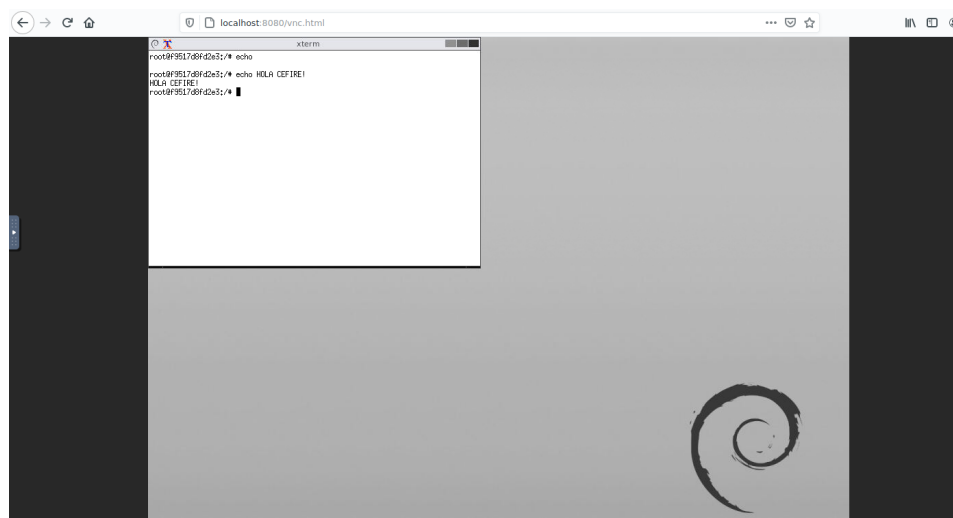 localhost:8080/vnc.html
xterm
root@f9517d8fd2e3:/# echo

root@f9517d8fd2e3:/# echo HOLA CEFIRE!
HOLA CEFIRE!
root@f9517d8fd2e3:/#